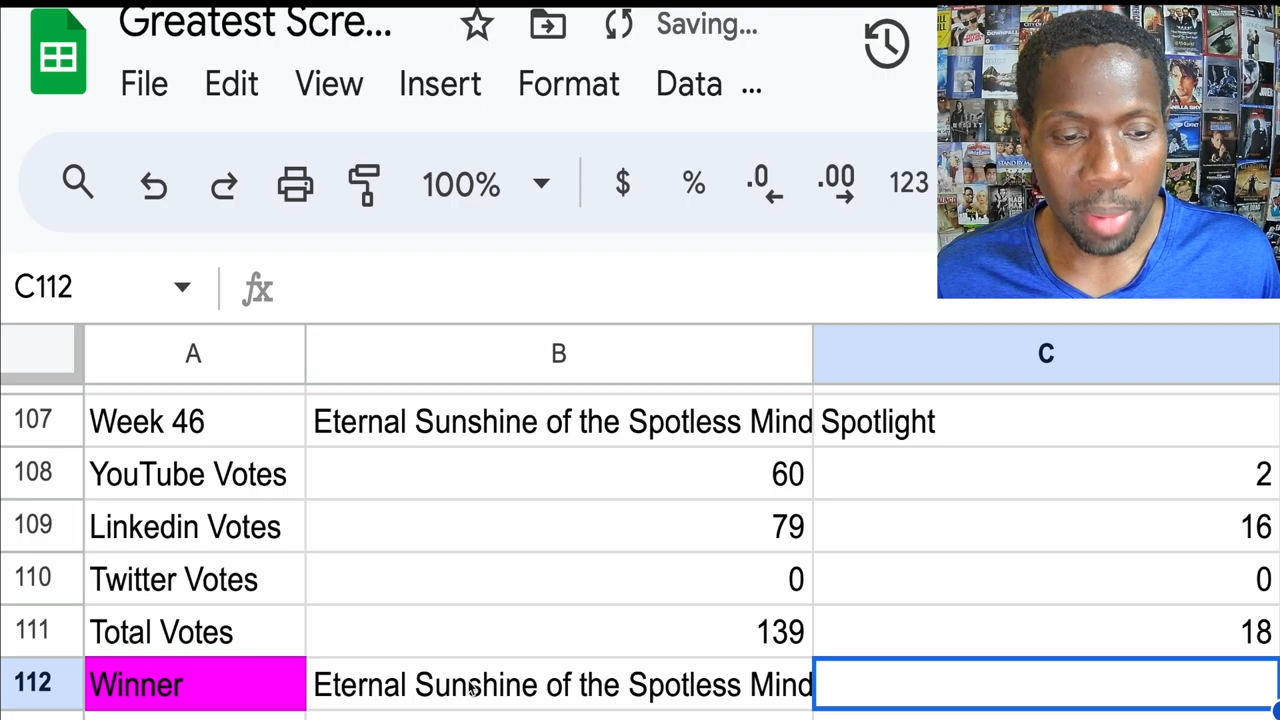 Greatest Scre...
Saving...
File Edit View Insert Format Data ...
100% $ % .0 .00 123
C112 fx
A B C
107 Week 46 Eternal Sunshine of the Spotless Mind Spotlight
108 YouTube Votes 60 2
109 Linkedin Votes 79 16
110 Twitter Votes 0 0
111 Total Votes 139 18
112 Winner Eternal Sunshine of the Spotless Mind